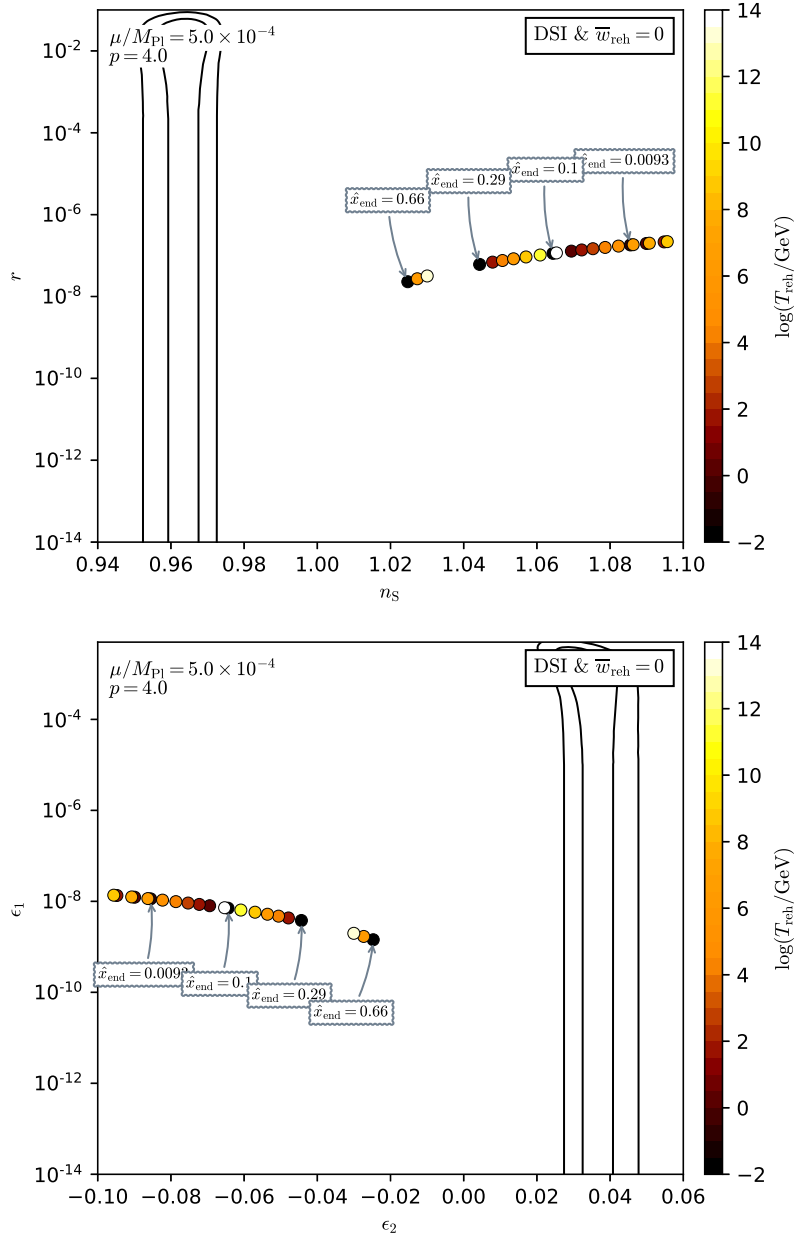 μ/M_Pl = 5.0 × 10⁻⁴
p = 4.0
DSI & w̅_reh = 0
x̂_end = 0.66
x̂_end = 0.29
x̂_end = 0.1
x̂_end = 0.0093
r
10⁻²
10⁻⁴
10⁻⁶
10⁻⁸
10⁻¹⁰
10⁻¹²
10⁻¹⁴
0.94 0.96 0.98 1.00 1.02 1.04 1.06 1.08 1.10
n_S
14
12
10
8
6
4
2
0
−2
log(T_reh/GeV)
μ/M_Pl = 5.0 × 10⁻⁴
p = 4.0
DSI & w̅_reh = 0
x̂_end = 0.0093
x̂_end = 0.1
x̂_end = 0.29
x̂_end = 0.66
ϵ₁
10⁻⁴
10⁻⁶
10⁻⁸
10⁻¹⁰
10⁻¹²
10⁻¹⁴
−0.10 −0.08 −0.06 −0.04 −0.02 0.00 0.02 0.04 0.06
ϵ₂
14
12
10
8
6
4
2
0
−2
log(T_reh/GeV)